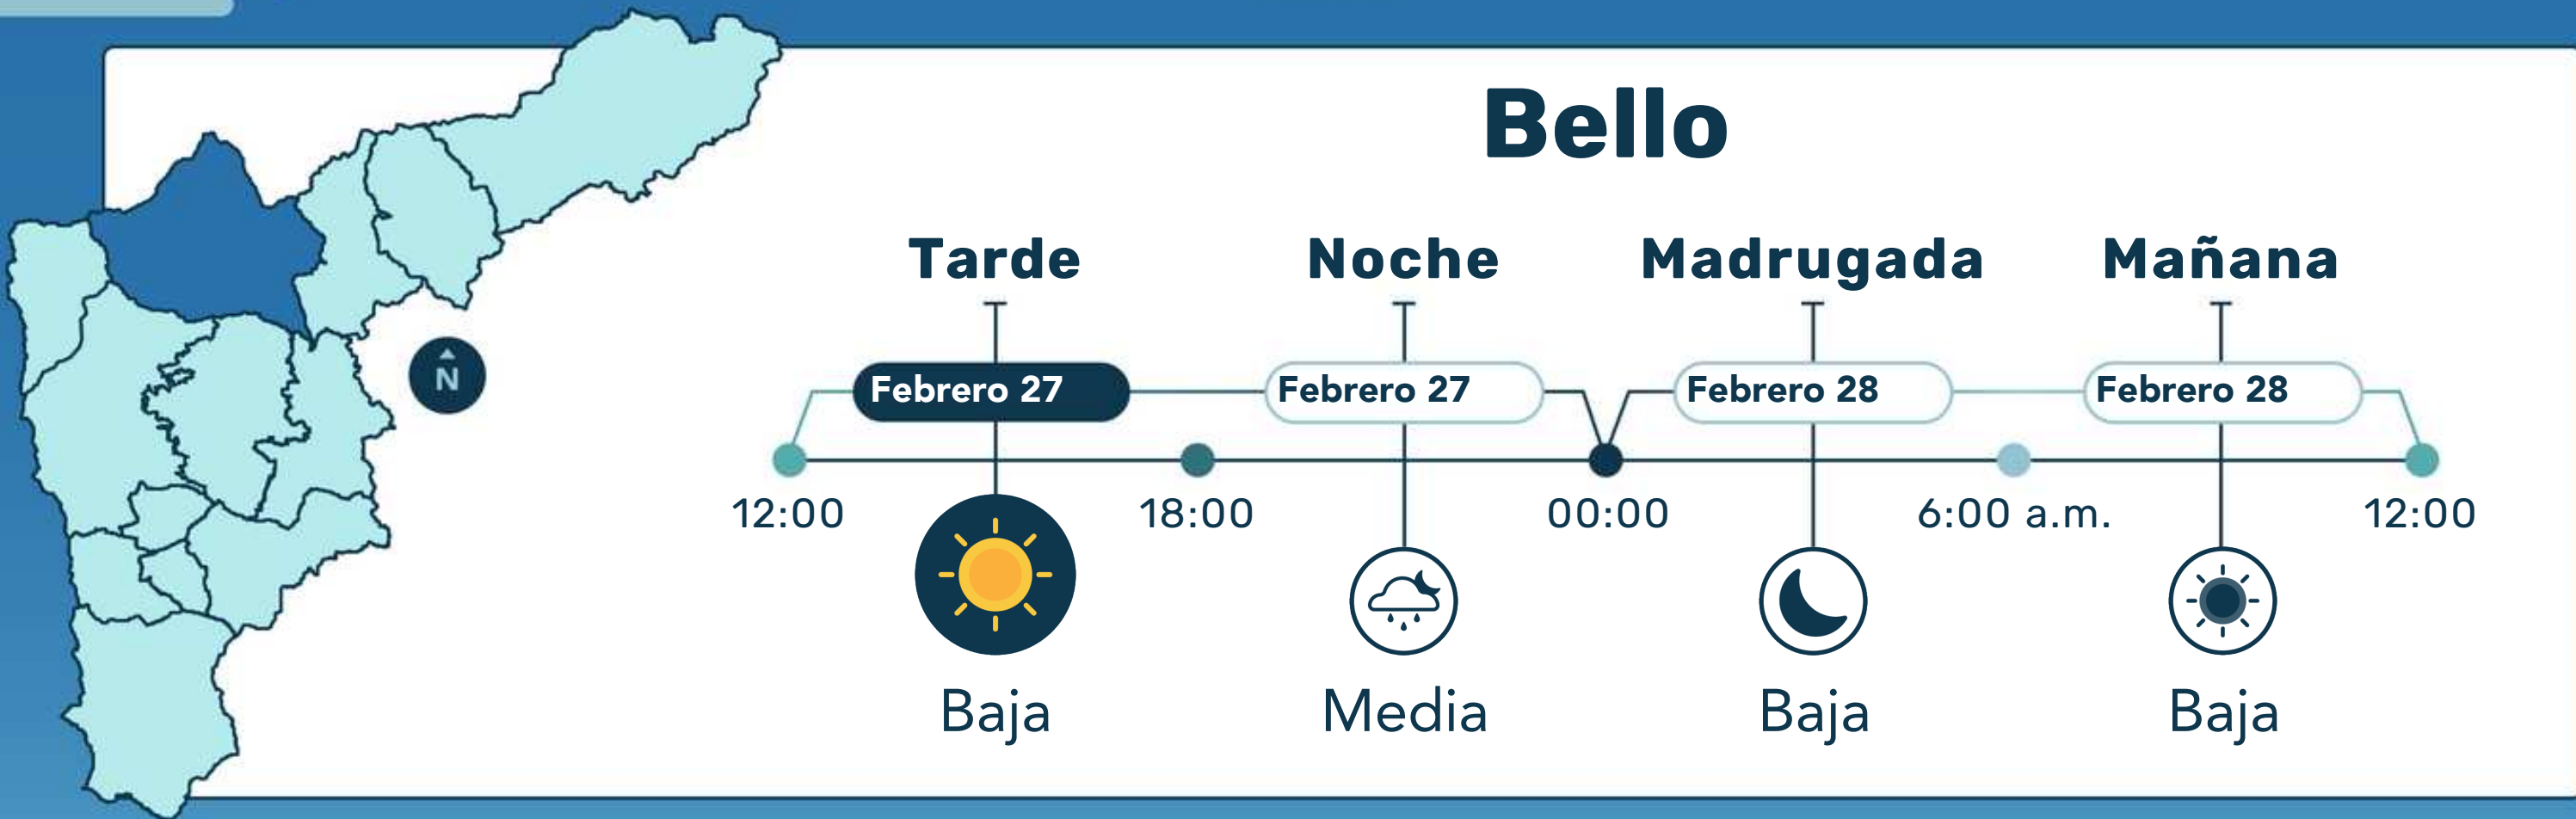 Bello
Tarde Noche Madrugada Mañana
Febrero 27 Febrero 27 Febrero 28 Febrero 28
N
12:00 18:00 00:00 6:00 a.m. 12:00
Baja Media Baja Baja